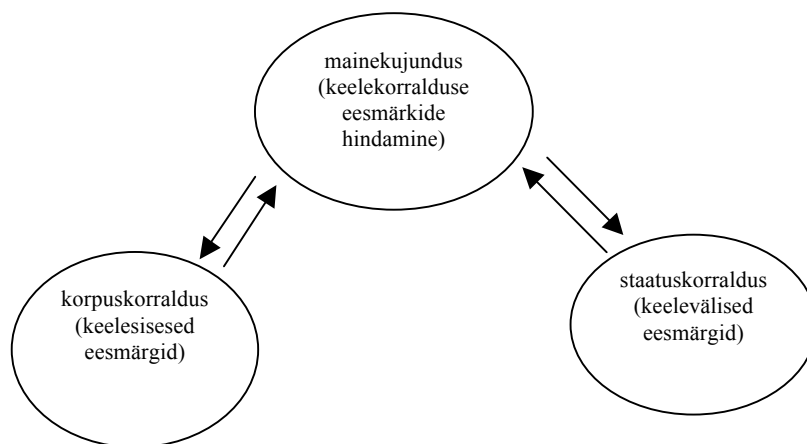 mainekujundus
(keelekorralduse
eesmärkide
hindamine)
korpuskorraldus
(keelesisesed
eesmärgid)
staatuskorraldus
(keelevälised
eesmärgid)